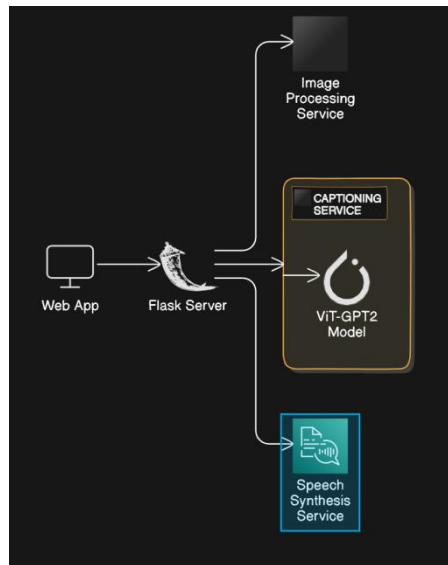 Image
Processing
Service
CAPTIONING
SERVICE
Web App
Flask Server
ViT-GPT2
Model
Speech
Synthesis
Service